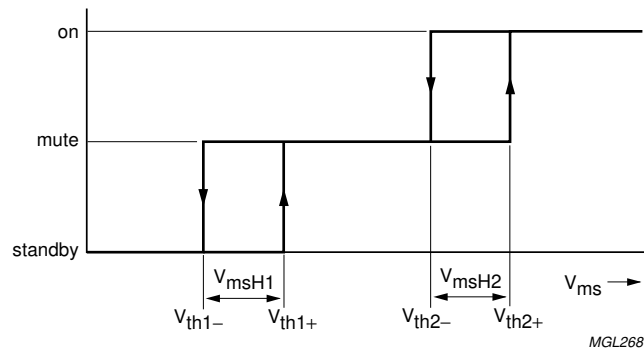 on
mute
standby
VmsH1
VmsH2
Vms
Vth1−
Vth1+
Vth2−
Vth2+
MGL268